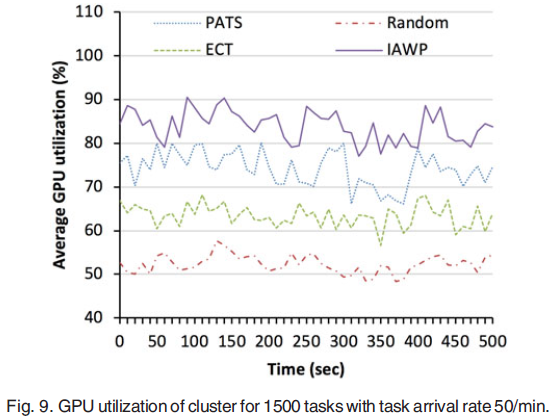 PATS
Random
ECT
IAWP
110
100
90
80
70
60
50
40
Average GPU utilization (%)
0
50
100
150
200
250
300
350
400
450
500
Time (sec)
Fig. 9. GPU utilization of cluster for 1500 tasks with task arrival rate 50/min.